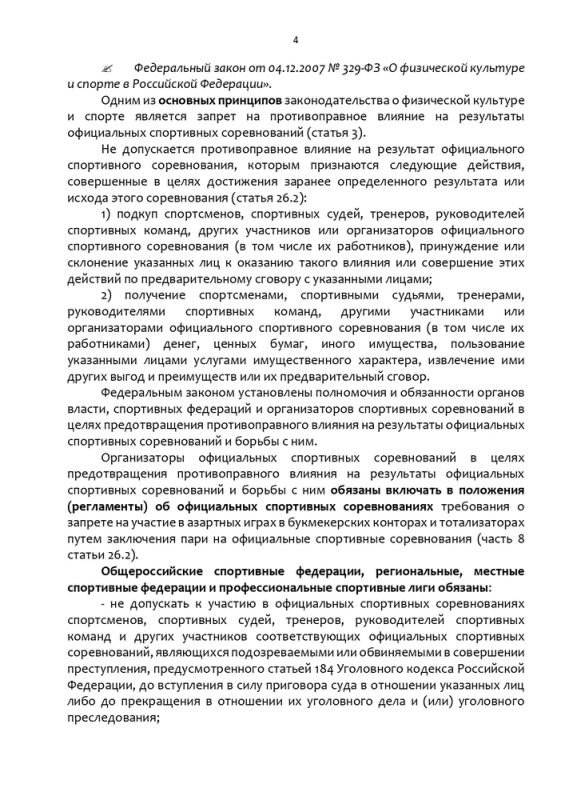 4
✍ Федеральный закон от 04.12.2007 № 329-ФЗ «О физической культуре
и спорте в Российской Федерации».
Одним из основных принципов законодательства о физической культуре
и спорте является запрет на противоправное влияние на результаты
официальных спортивных соревнований (статья 3).
Не допускается противоправное влияние на результат официального
спортивного соревнования, которым признаются следующие действия,
совершенные в целях достижения заранее определенного результата или
исхода этого соревнования (статья 26.2):
1) подкуп спортсменов, спортивных судей, тренеров, руководителей
спортивных команд, других участников или организаторов официального
спортивного соревнования (в том числе их работников), принуждение или
склонение указанных лиц к оказанию такого влияния или совершение этих
действий по предварительному сговору с указанными лицами;
2) получение спортсменами, спортивными судьями, тренерами,
руководителями спортивных команд, другими участниками или
организаторами официального спортивного соревнования (в том числе их
работниками) денег, ценных бумаг, иного имущества, пользование
указанными лицами услугами имущественного характера, извлечение ими
других выгод и преимуществ или их предварительный сговор.
Федеральным законом установлены полномочия и обязанности органов
власти, спортивных федераций и организаторов спортивных соревнований в
целях предотвращения противоправного влияния на результаты официальных
спортивных соревнований и борьбы с ним.
Организаторы официальных спортивных соревнований в целях
предотвращения противоправного влияния на результаты официальных
спортивных соревнований и борьбы с ним обязаны включать в положения
(регламенты) об официальных спортивных соревнованиях требования о
запрете на участие в азартных играх в букмекерских конторах и тотализаторах
путем заключения пари на официальные спортивные соревнования (часть 8
статьи 26.2).
Общероссийские спортивные федерации, региональные, местные
спортивные федерации и профессиональные спортивные лиги обязаны:
- не допускать к участию в официальных спортивных соревнованиях
спортсменов, спортивных судей, тренеров, руководителей спортивных
команд и других участников соответствующих официальных спортивных
соревнований, являющихся подозреваемыми или обвиняемыми в совершении
преступления, предусмотренного статьей 184 Уголовного кодекса Российской
Федерации, до вступления в силу приговора суда в отношении указанных лиц
либо до прекращения в отношении их уголовного дела и (или) уголовного
преследования;